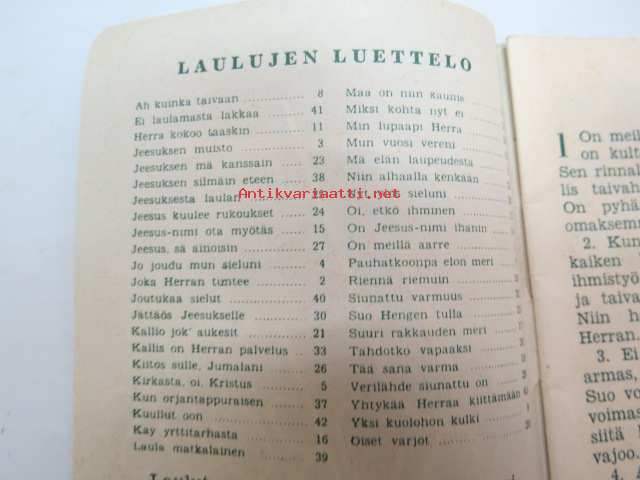 LAULUJEN LUETTELO
Ah kuinka taivaan 8
Ei laulamasta lakkaa 41
Herra kokoo taaskin 11
Jeesuksen muisto 3
Jeesuksen mä kanssain 23
Jeesuksen silmäin eteen 38
Jeesuksesta laulan
Jeesus kuulee rukoukset 24
Jeesus-nimi ota myötäs 15
Jeesus, sä ainoisin 27
Jo joudu mun sieluni 4
Joka Herran tuntee 2
Joutukaa sielut 40
Jättäös Jeesukselle 30
Kallio jok' aukesit 21
Kallis on Herran palvelus 33
Kiitos sulle, Jumalani 26
Kirkasta, oi, Kristus 5
Kun orjantappuraisen 37
Kuullut oon 42
Käy yrttitarhasta 16
Laula matkalainen 39
Maa on niin kaunis
Miksi kohta nyt ei
Min lupaapi Herra
Mun vuosi vereni
Mä elän laupeudesta
Niin alhaalla kenkään
sieluni
Oi, etkö ihminen
On Jeesus-nimi ihanin
On meillä aarre
Pauhatkoonpa elon meri
Riennä riemuin
Siunattu varmuus
Suo Hengen tulla
Suuri rakkauden meri
Tahdotko vapaaksi
Tää sana varma
Verilähde siunattu on
Yhtykää Herraa kiittämään
Yksi kuolohon kulki
Öiset varjot
Antikvariaatti.net
1 On meil
on kult
Sen rinnal
lis taivah
On pyhä
omaksem
2. Kun
kaiken
ihmistyö
ja taiva
Niin h
Herran.
3. Ei
armas,
Suo vo
voimas
siitä
vajoo.